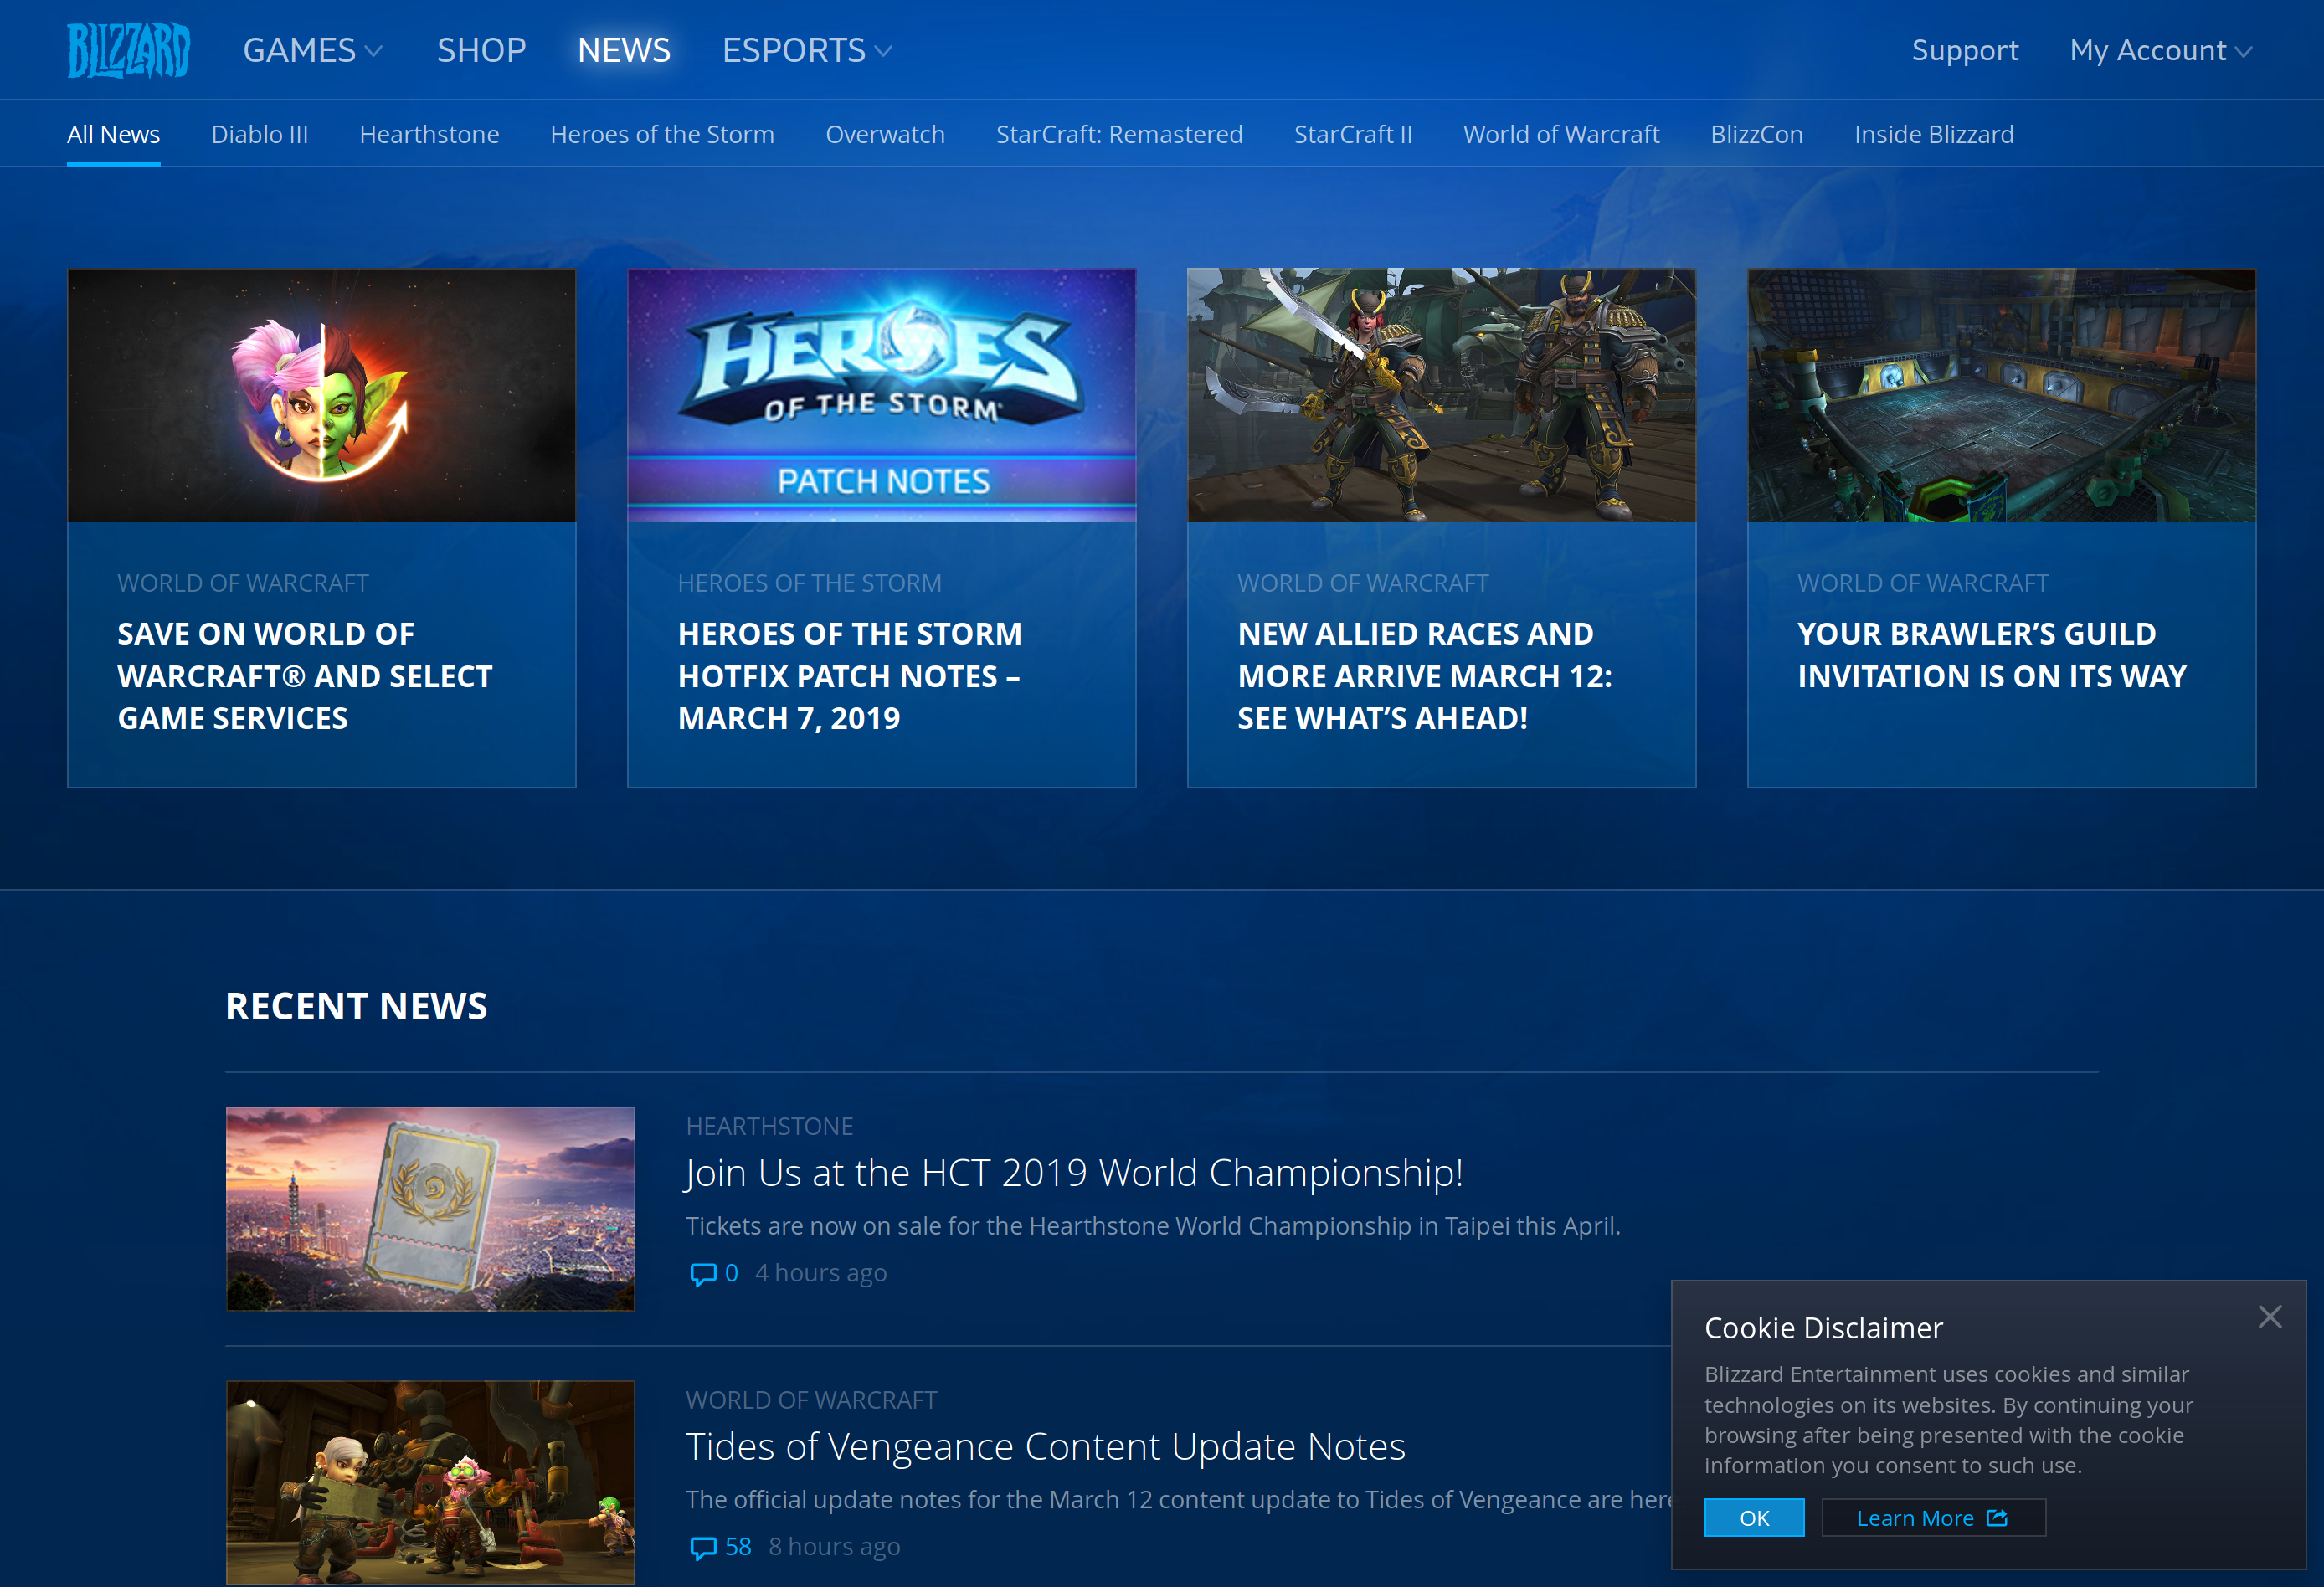 BLIZZARD GAMES SHOP NEWS ESPORTS Support My Account
All News Diablo III Hearthstone Heroes of the Storm Overwatch StarCraft: Remastered StarCraft II World of Warcraft BlizzCon Inside Blizzard
WORLD OF WARCRAFT
SAVE ON WORLD OF
WARCRAFT® AND SELECT
GAME SERVICES
HEROES
OF THE STORM
PATCH NOTES
HEROES OF THE STORM
HEROES OF THE STORM
HOTFIX PATCH NOTES –
MARCH 7, 2019
WORLD OF WARCRAFT
NEW ALLIED RACES AND
MORE ARRIVE MARCH 12:
SEE WHAT’S AHEAD!
WORLD OF WARCRAFT
YOUR BRAWLER’S GUILD
INVITATION IS ON ITS WAY
RECENT NEWS
HEARTHSTONE
Join Us at the HCT 2019 World Championship!
Tickets are now on sale for the Hearthstone World Championship in Taipei this April.
0 4 hours ago
WORLD OF WARCRAFT
Tides of Vengeance Content Update Notes
The official update notes for the March 12 content update to Tides of Vengeance are here
58 8 hours ago
Cookie Disclaimer
Blizzard Entertainment uses cookies and similar
technologies on its websites. By continuing your
browsing after being presented with the cookie
information you consent to such use.
OK Learn More